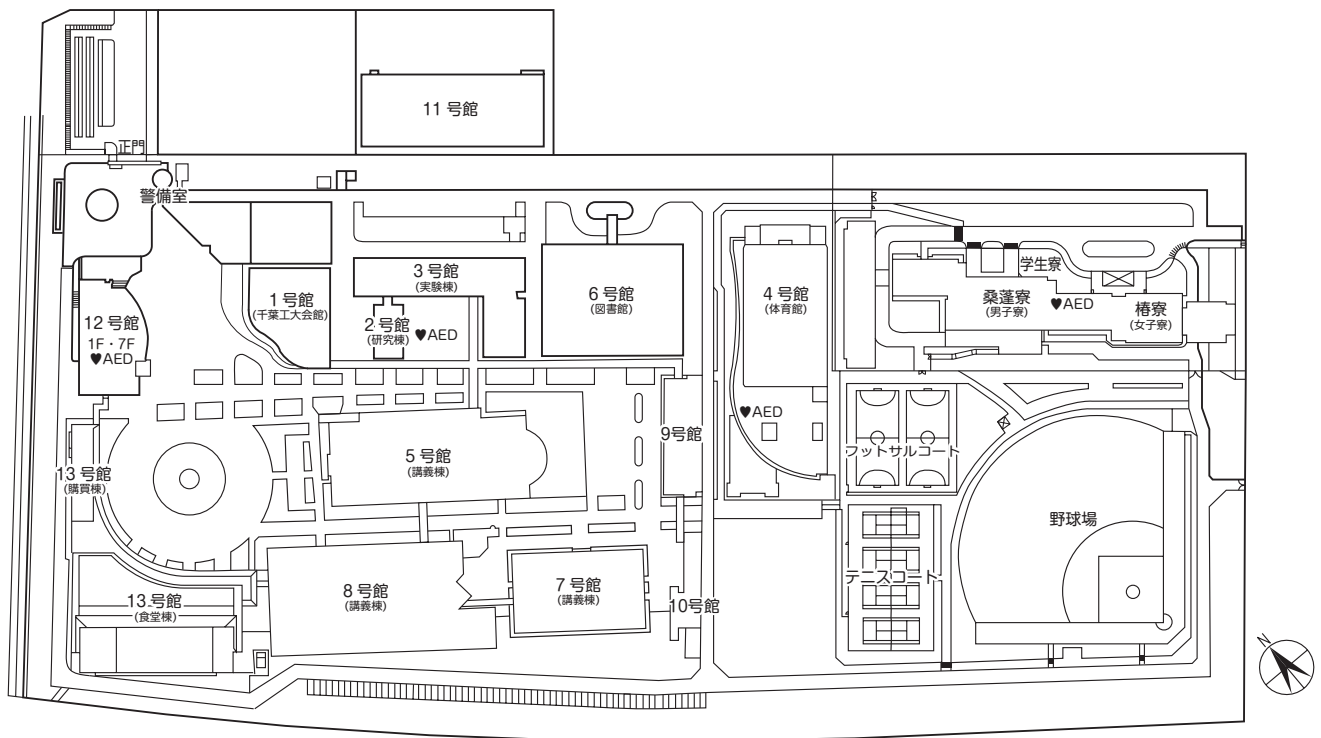 11 号館
正門
警備室
学生寮
3 号館
(実験棟)
6 号館
(図書館)
4 号館
(体育館)
桑蓬寮
(男子寮)
♥AED
椿寮
(女子寮)
1 号館
(千葉工大会館)
2 号館
(研究棟)
♥AED
12 号館
1F・7F
♥AED
♥AED
9号館
5 号館
(講義棟)
フットサルコート
13 号館
(購買棟)
野球場
テニスコート
8 号館
(講義棟)
7 号館
(講義棟)
13 号館
(食堂棟)
10号館
N